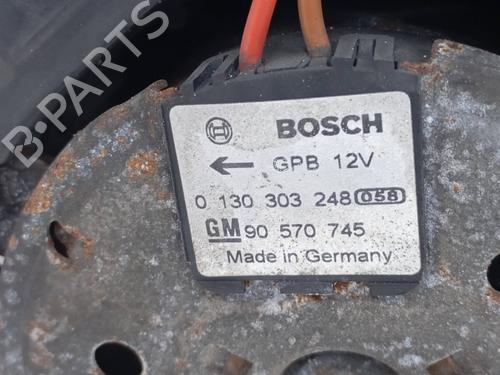 BOSCH
← GPB 12V
0 130 303 248 058
GM 90 570 745
Made in Germany
B-PARTS